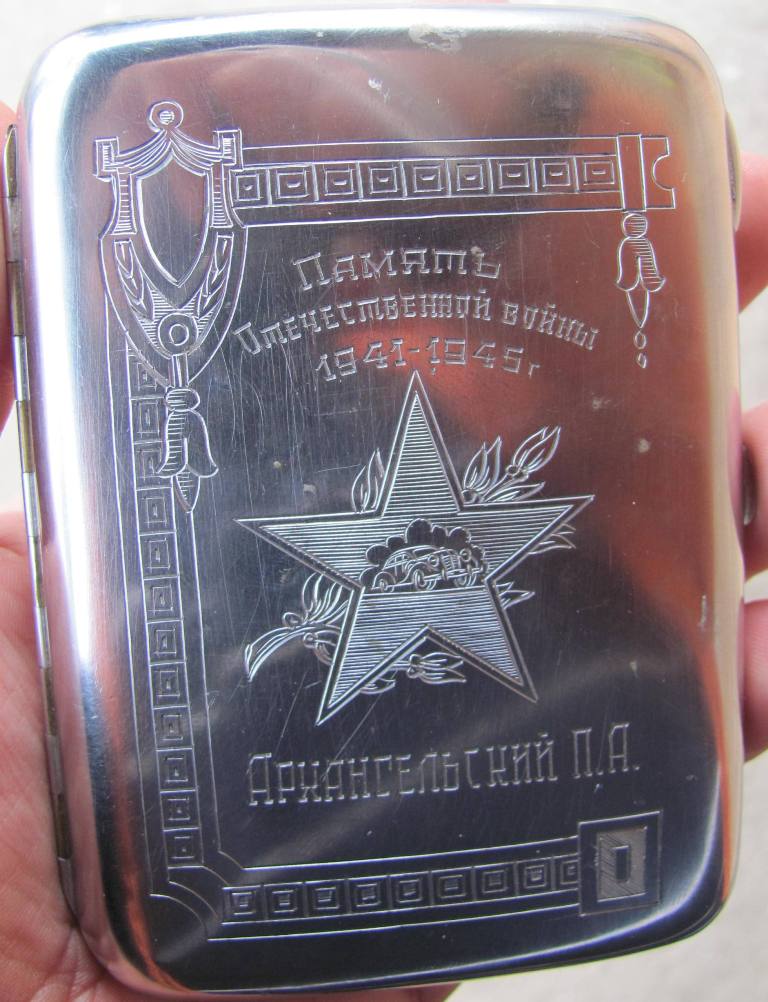 Память
Отечественной войны
1941-1945г
Архангельский П.А.